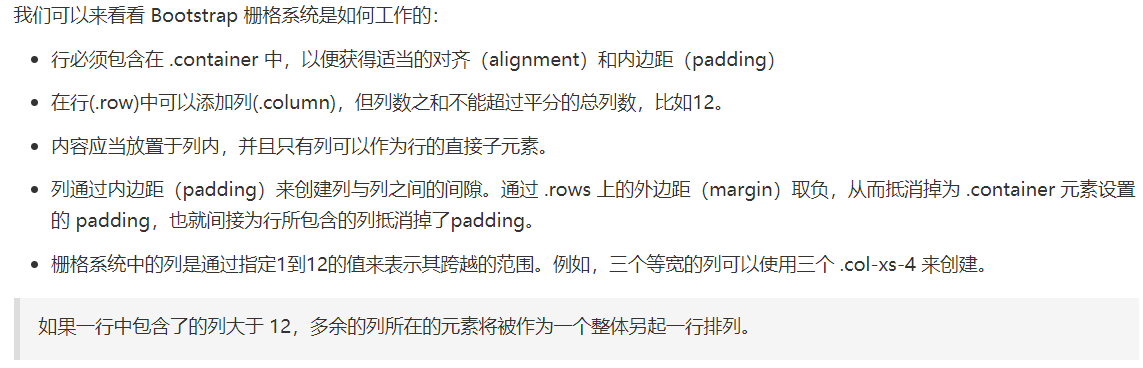 我们可以来看看 Bootstrap 栅格系统是如何工作的：
• 行必须包含在 .container 中，以便获得适当的对齐（alignment）和内边距（padding）
• 在行(.row)中可以添加列(.column)，但列数之和不能超过平分的总列数，比如12。
• 内容应当放置于列内，并且只有列可以作为行的直接子元素。
• 列通过内边距（padding）来创建列与列之间的间隙。通过 .rows 上的外边距（margin）取负，从而抵消掉为 .container 元素设置
的 padding，也就间接为行所包含的列抵消掉了padding。
• 栅格系统中的列是通过指定1到12的值来表示其跨越的范围。例如，三个等宽的列可以使用三个 .col-xs-4 来创建。
如果一行中包含了的列大于 12，多余的列所在的元素将被作为一个整体另起一行排列。